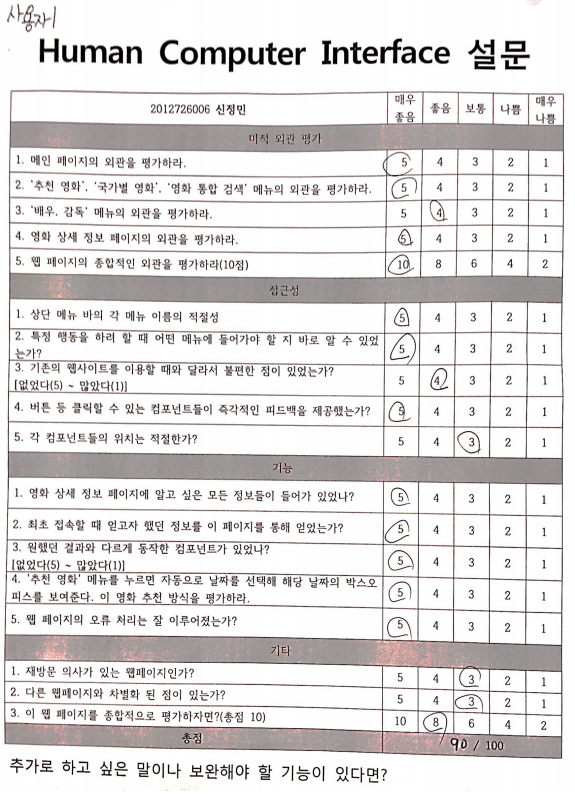 사용자1
Human Computer Interface 설문
2012726006 신정민 매우 좋음 좋음 보통 나쁨 매우 나쁨
미적 외관 평가
1. 메인 페이지의 외관을 평가하라. 5 4 3 2 1
2. '추천 영화', '국가별 영화', '영화 통합 검색' 메뉴의 외관을 평가하라. 5 4 3 2 1
3. '배우, 감독' 메뉴의 외관을 평가하라. 5 4 3 2 1
4. 영화 상세 정보 페이지의 외관을 평가하라. 5 4 3 2 1
5. 웹 페이지의 종합적인 외관을 평가하라(10점) 10 8 6 4 2
접근성
1. 상단 메뉴 바의 각 메뉴 이름의 적절성 5 4 3 2 1
2. 특정 행동을 하려 할 때 어떤 메뉴에 들어가야 할 지 바로 알 수 있었
는가? 5 4 3 2 1
3. 기존의 웹사이트를 이용할 때와 달라서 불편한 점이 있었는가?
[없었다(5) ~ 많았다(1)] 5 4 3 2 1
4. 버튼 등 클릭할 수 있는 컴포넌트들이 즉각적인 피드백을 제공했는가? 5 4 3 2 1
5. 각 컴포넌트들의 위치는 적절한가? 5 4 3 2 1
기능
1. 영화 상세 정보 페이지에 알고 싶은 모든 정보들이 들어가 있었나? 5 4 3 2 1
2. 최초 접속할 때 얻고자 했던 정보를 이 페이지를 통해 얻었는가? 5 4 3 2 1
3. 원했던 결과와 다르게 동작한 컴포넌트가 있었나?
[없었다(5) ~ 많았다(1)] 5 4 3 2 1
4. '추천 영화' 메뉴를 누르면 자동으로 날짜를 선택해 해당 날짜의 박스오
피스를 보여준다. 이 영화 추천 방식을 평가하라. 5 4 3 2 1
5. 웹 페이지의 오류 처리는 잘 이루어졌는가? 5 4 3 2 1
기타
1. 재방문 의사가 있는 웹페이지인가? 5 4 3 2 1
2. 다른 웹페이지와 차별화 된 점이 있는가? 5 4 3 2 1
3. 이 웹 페이지를 종합적으로 평가하자면?(총점 10) 10 8 6 4 2
총점 90 / 100
추가로 하고 싶은 말이나 보완해야 할 기능이 있다면?